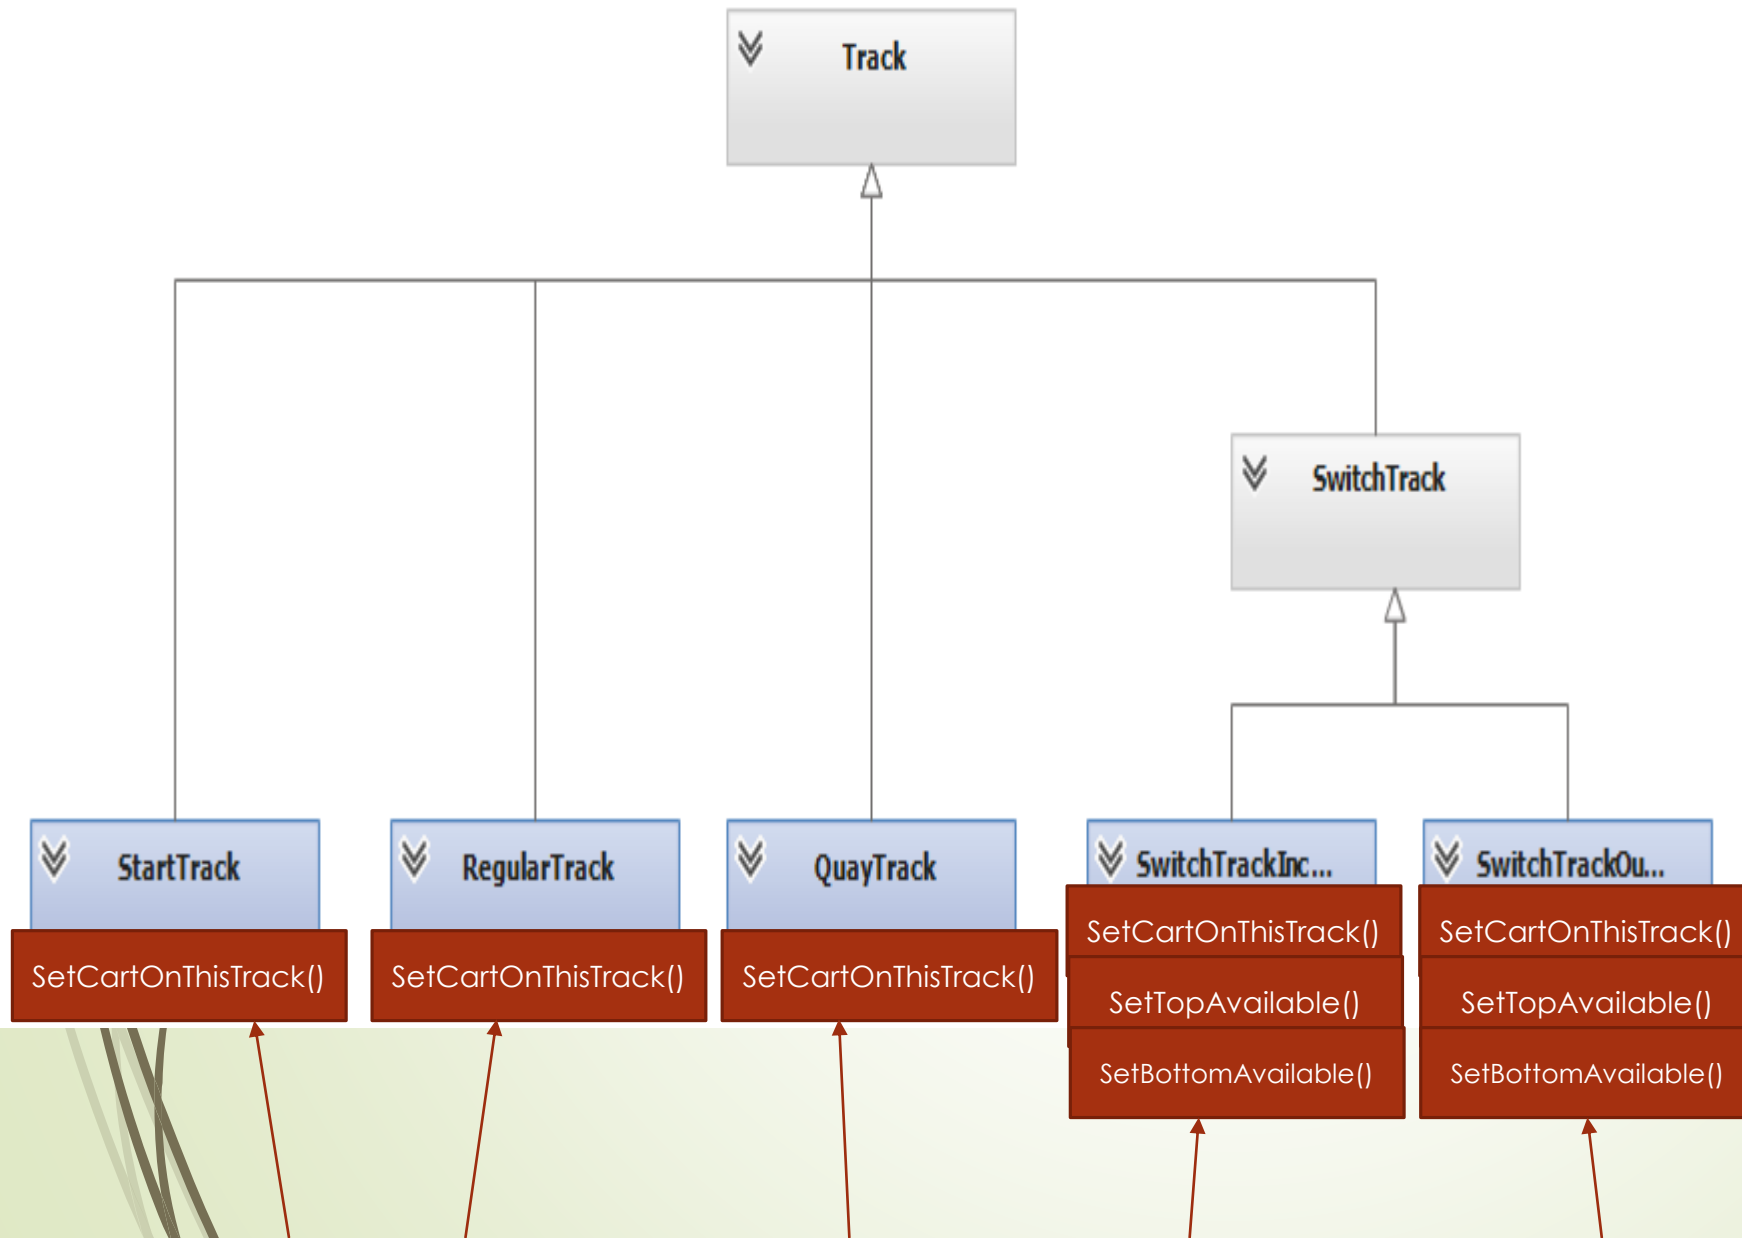 Track
SwitchTrack
StartTrack
RegularTrack
QuayTrack
SwitchTrackInc...
SwitchTrackOu...
SetCartOnThisTrack()
SetCartOnThisTrack()
SetCartOnThisTrack()
SetCartOnThisTrack()
SetTopAvailable()
SetBottomAvailable()
SetCartOnThisTrack()
SetTopAvailable()
SetBottomAvailable()